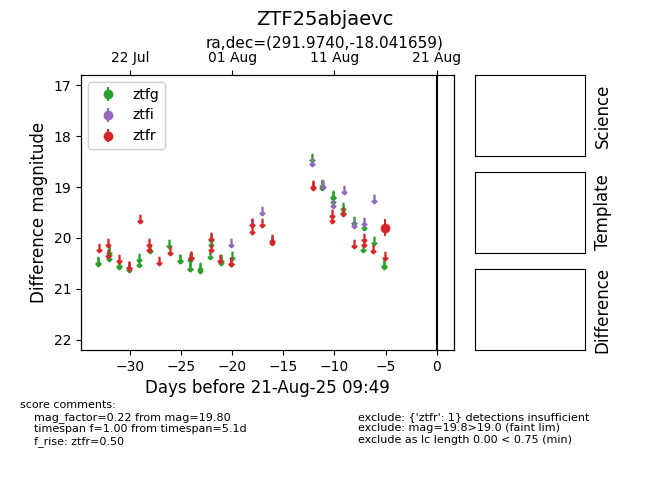 ZTF25abjaevc
ra,dec=(291.9740,-18.041659)
22 Jul
01 Aug
11 Aug
21 Aug
17
18
19
20
21
22
Difference magnitude
ztfg
ztfi
ztfr
−30
−25
−20
−15
−10
−5
0
Days before 21-Aug-25 09:49
Science
Template
Difference
score comments:
mag_factor=0.22 from mag=19.80
timespan f=1.00 from timespan=5.1d
f_rise: ztfr=0.50
exclude: {'ztfr': 1} detections insufficient
exclude: mag=19.8>19.0 (faint lim)
exclude as lc length 0.00 < 0.75 (min)